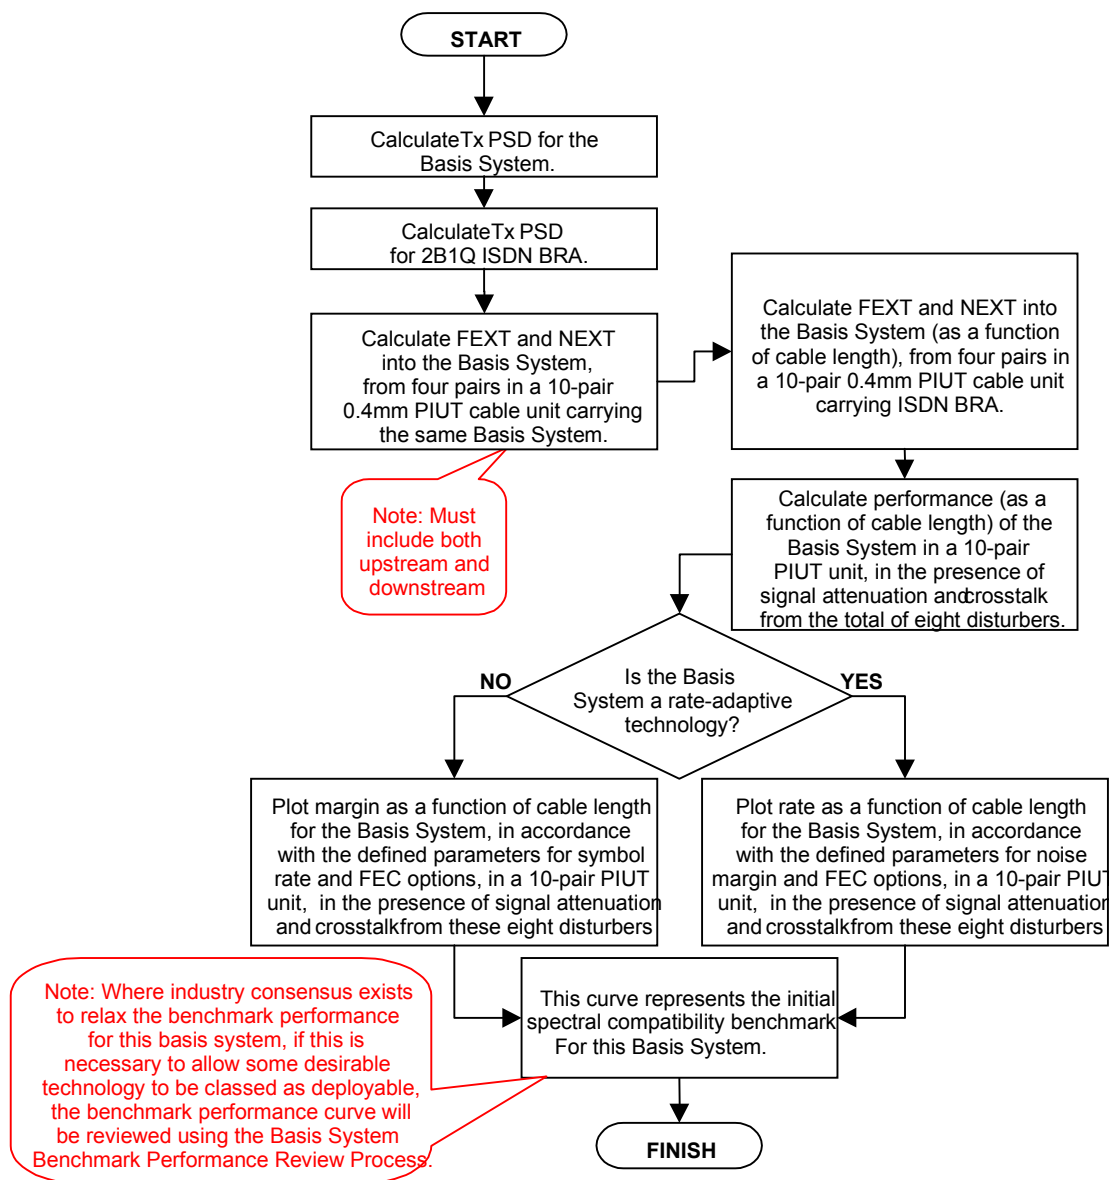 START
CalculateTx PSD for the
Basis System.
CalculateTx PSD
for 2B1Q ISDN BRA.
Calculate FEXT and NEXT
into the Basis System,
from four pairs in a 10-pair
0.4mm PIUT cable unit carrying
the same Basis System.
Note: Must
include both
upstream and
downstream
Calculate FEXT and NEXT into
the Basis System (as a function
of cable length), from four pairs in
a 10-pair 0.4mm PIUT cable unit
carrying ISDN BRA.
Calculate performance (as a
function of cable length) of the
Basis System in a 10-pair
PIUT unit, in the presence of
signal attenuation andcrosstalk
from the total of eight disturbers.
Is the Basis
System a rate-adaptive
technology?
NO
YES
Plot margin as a function of cable length
for the Basis System, in accordance
with the defined parameters for symbol
rate and FEC options, in a 10-pair PIUT
unit, in the presence of signal attenuation
and crosstalkfrom these eight disturbers
Plot rate as a function of cable length
for the Basis System, in accordance
with the defined parameters for noise
margin and FEC options, in a 10-pair PIUT
unit, in the presence of signal attenuation
and crosstalkfrom these eight disturbers
Note: Where industry consensus exists
to relax the benchmark performance
for this basis system, if this is
necessary to allow some desirable
technology to be classed as deployable,
the benchmark performance curve will
be reviewed using the Basis System
Benchmark Performance Review Process.
This curve represents the initial
spectral compatibility benchmark
For this Basis System.
FINISH